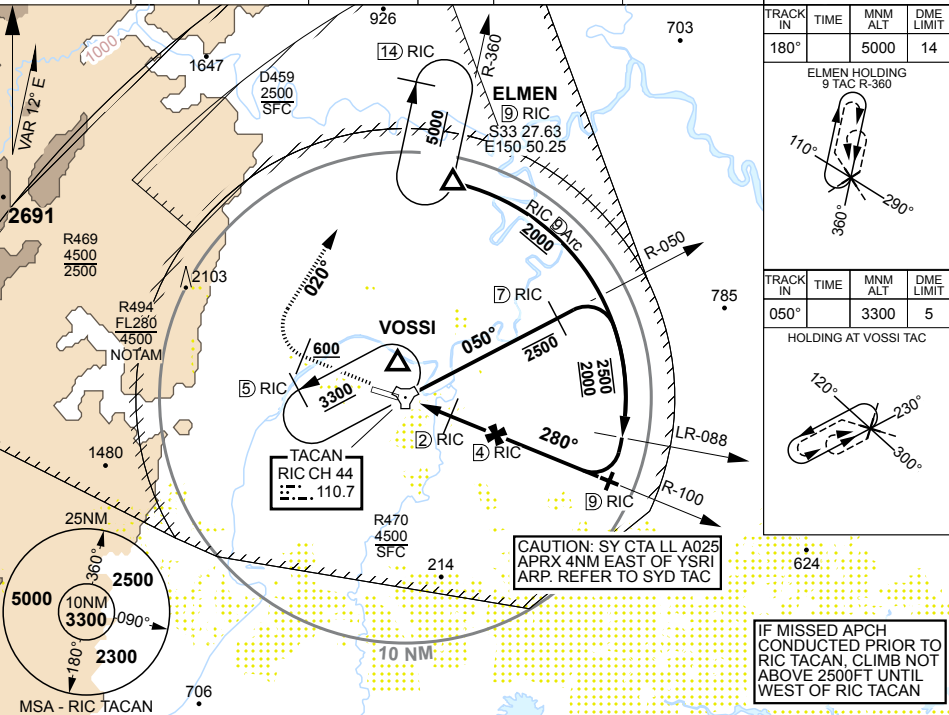 926
703
1000
1647
VAR 12° E
14 RIC
R-360
D459
2500
SFC
5000
ELMEN
9 RIC
S33 27.63
E150 50.25
2691
R469
4500
2500
2103
020°
RIC 9 Arc
2000
R-050
7 RIC
785
R494
FL280
4500
NOTAM
VOSSI
050°
2500
600
5 RIC
3300
2500
2000
2 RIC
4 RIC
280°
LR-088
9 RIC
R-100
TACAN
RIC CH 44
110.7
1480
R470
4500
SFC
214
CAUTION: SY CTA LL A025
APRX 4NM EAST OF YSRI
ARP. REFER TO SYD TAC
624
25NM
360°
5000
2500
10NM
3300
090°
180°
2300
MSA - RIC TACAN
706
10 NM
IF MISSED APCH
CONDUCTED PRIOR TO
RIC TACAN, CLIMB NOT
ABOVE 2500FT UNTIL
WEST OF RIC TACAN
TRACK IN TIME MNM ALT DME LIMIT
180° 5000 14
ELMEN HOLDING
9 TAC R-360
110°
290°
360°
TRACK IN TIME MNM ALT DME LIMIT
050° 3300 5
HOLDING AT VOSSI TAC
120°
230°
300°